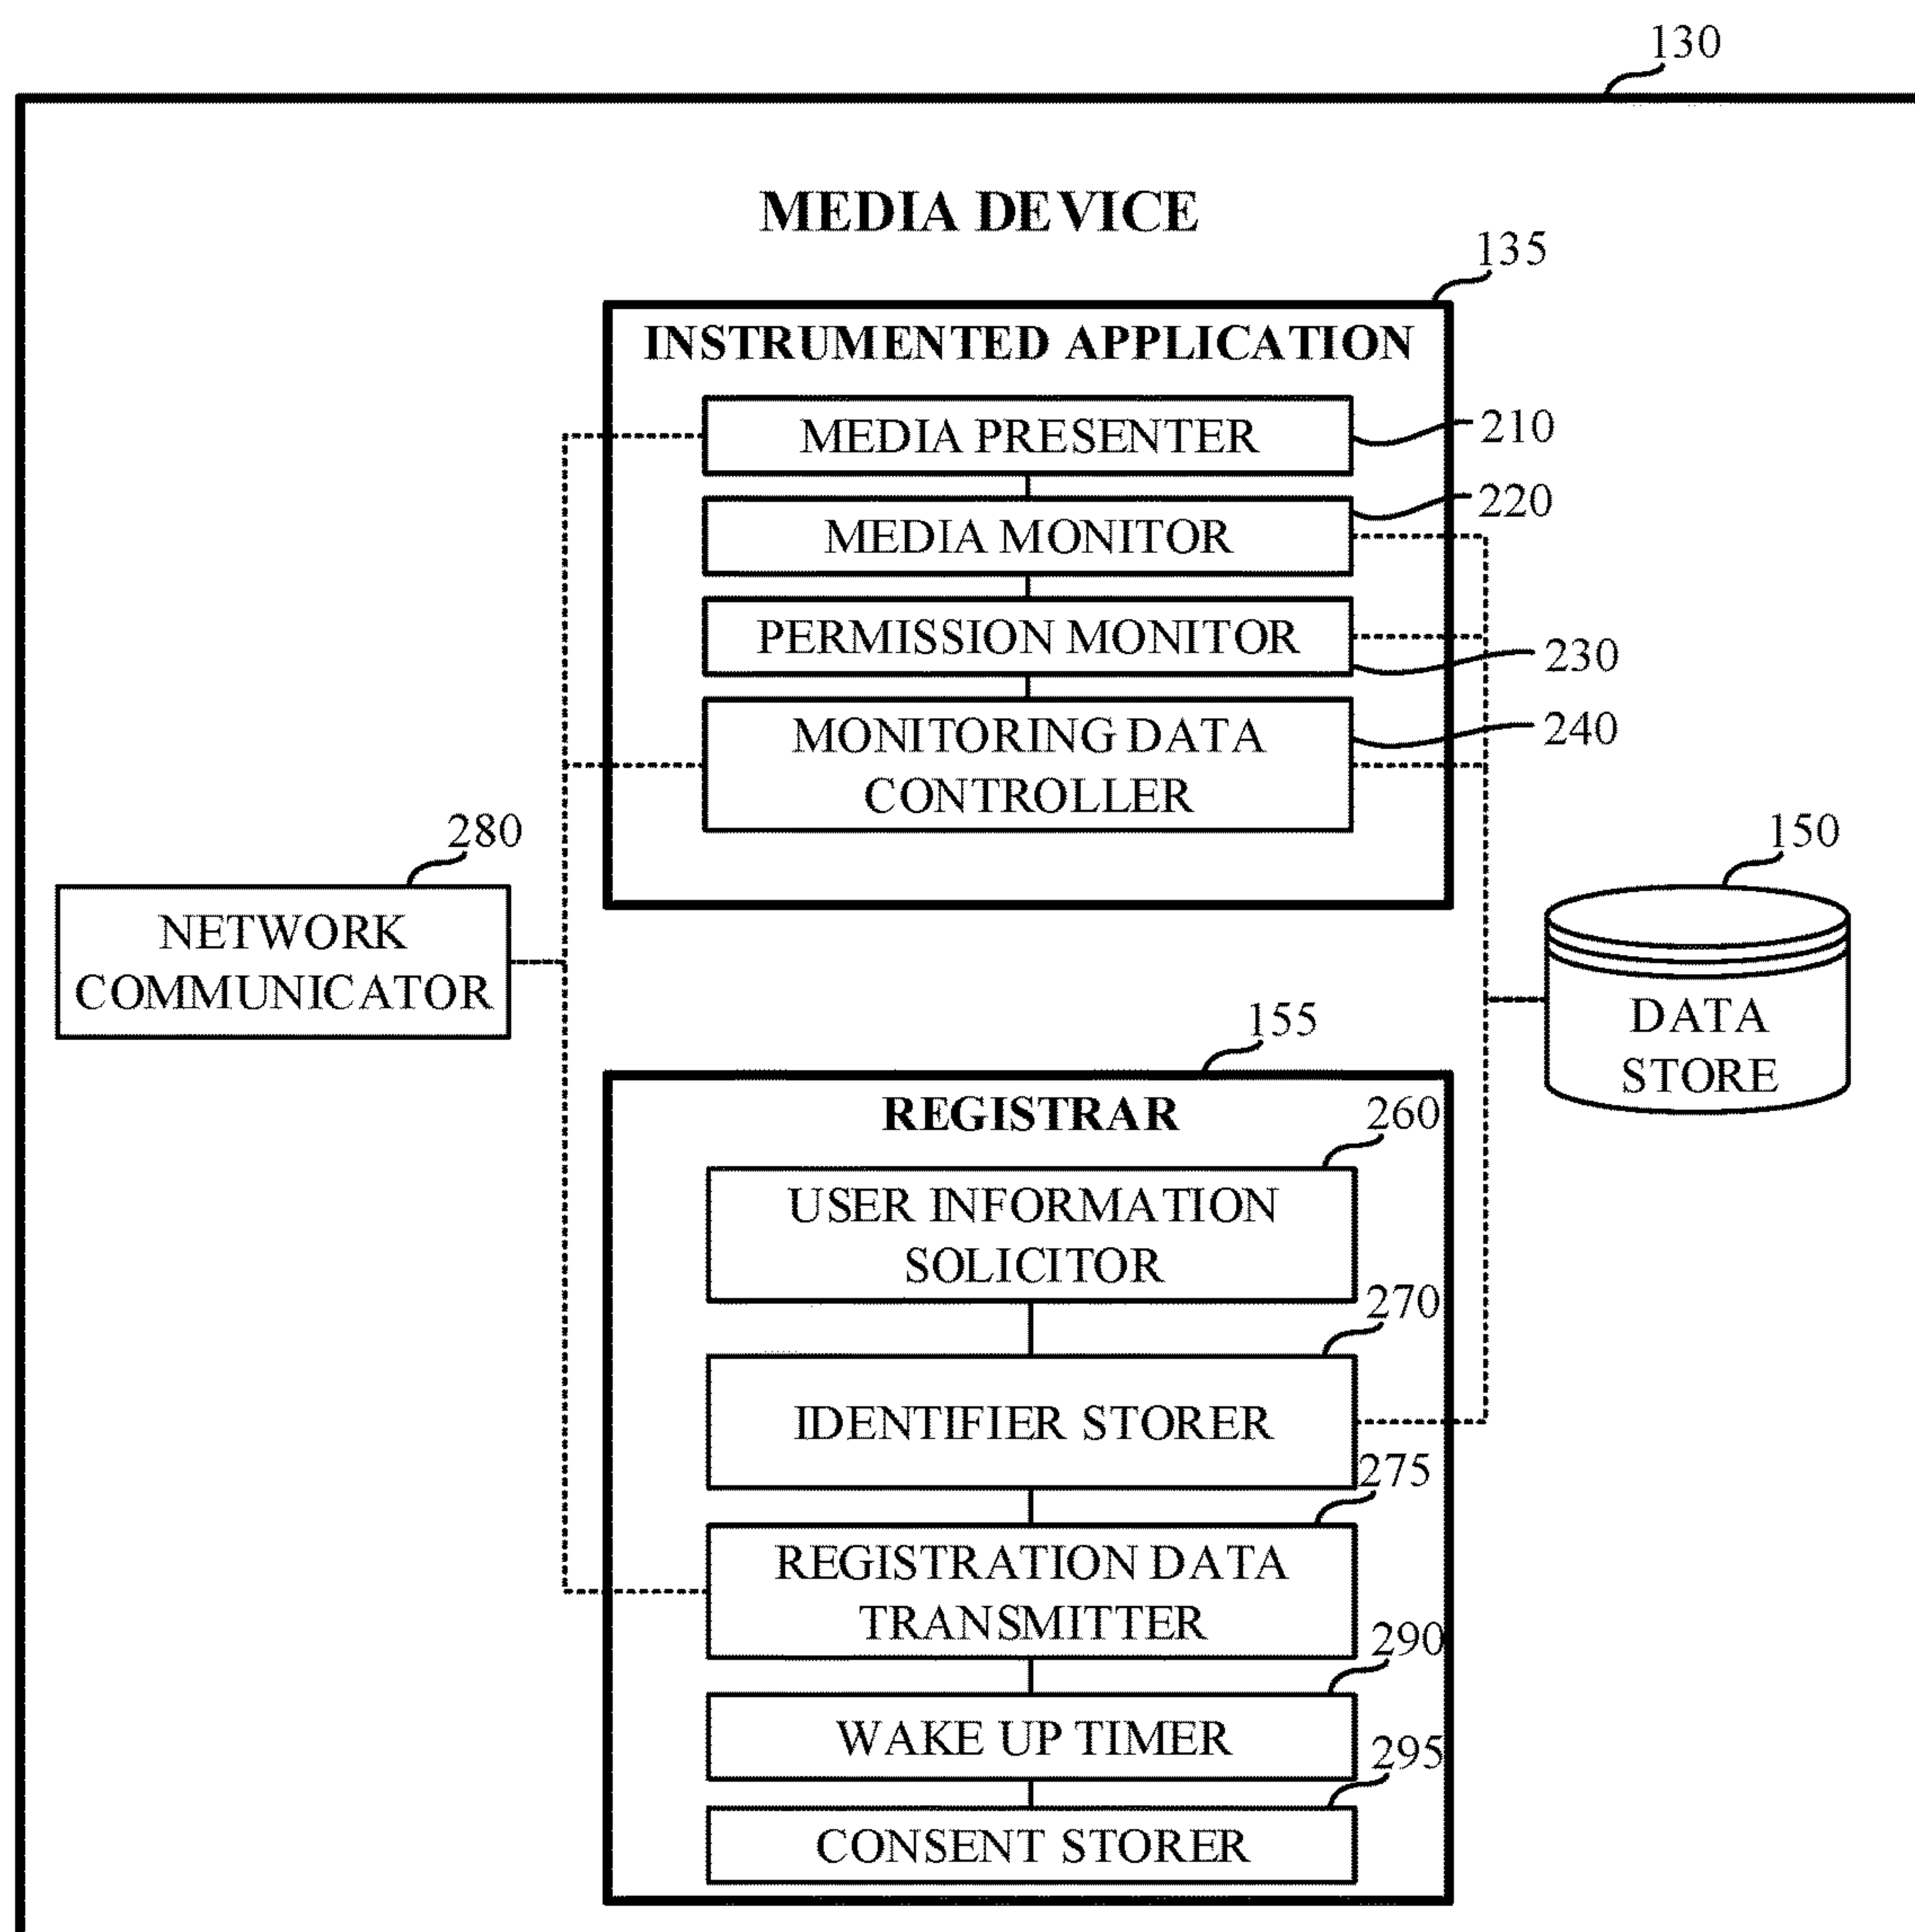 130
MEDIA DEVICE
135
INSTRUMENTED APPLICATION
MEDIA PRESENTER
210
MEDIA MONITOR
220
PERMISSION MONITOR
230
MONITORING DATA
CONTROLLER
240
280
NETWORK
COMMUNICATOR
150
DATA
STORE
155
REGISTRAR
260
USER INFORMATION
SOLICITOR
270
IDENTIFIER STORER
275
REGISTRATION DATA
TRANSMITTER
290
WAKE UP TIMER
295
CONSENT STORER